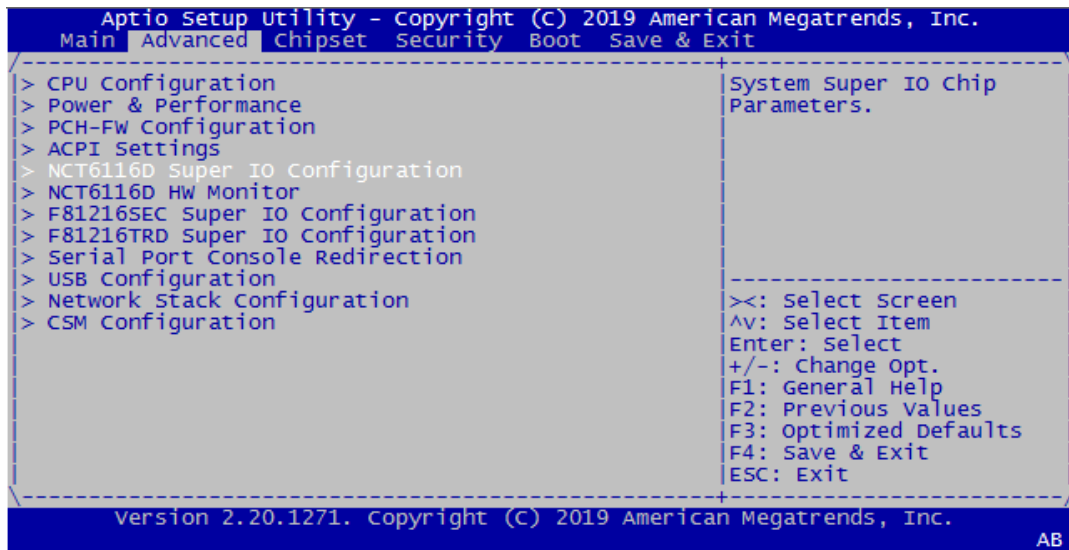 Aptio Setup Utility – Copyright (C) 2019 American Megatrends, Inc.
Main Advanced Chipset Security Boot Save & Exit
> CPU Configuration
> Power & Performance
> PCH-FW Configuration
> ACPI Settings
> NCT6116D Super IO Configuration
> NCT6116D HW Monitor
> F81216SEC Super IO Configuration
> F81216TRD Super IO Configuration
> Serial Port Console Redirection
> USB Configuration
> Network Stack Configuration
> CSM Configuration
System Super IO Chip
Parameters.
><: Select Screen
^v: Select Item
Enter: Select
+/-: Change Opt.
F1: General Help
F2: Previous Values
F3: Optimized Defaults
F4: Save & Exit
ESC: Exit
Version 2.20.1271. Copyright (C) 2019 American Megatrends, Inc.
AB